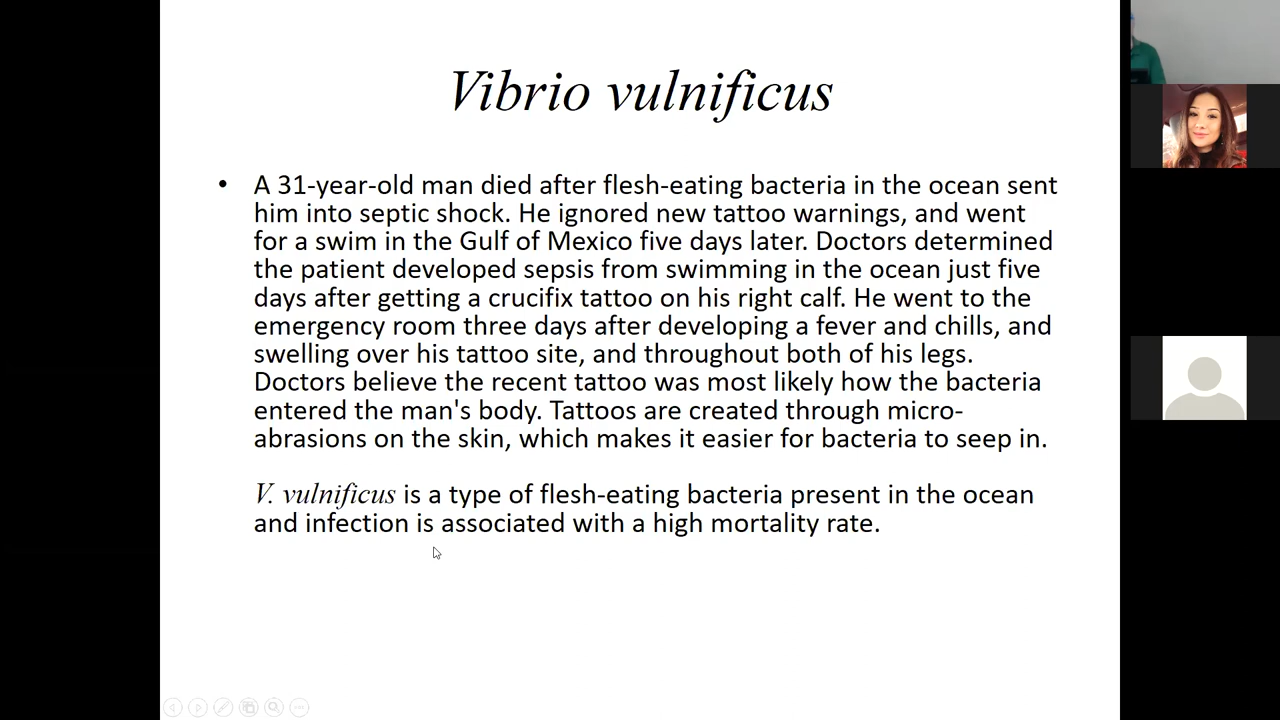 Vibrio vulnificus
• A 31-year-old man died after flesh-eating bacteria in the ocean sent
him into septic shock. He ignored new tattoo warnings, and went
for a swim in the Gulf of Mexico five days later. Doctors determined
the patient developed sepsis from swimming in the ocean just five
days after getting a crucifix tattoo on his right calf. He went to the
emergency room three days after developing a fever and chills, and
swelling over his tattoo site, and throughout both of his legs.
Doctors believe the recent tattoo was most likely how the bacteria
entered the man's body. Tattoos are created through micro-
abrasions on the skin, which makes it easier for bacteria to seep in.
V. vulnificus is a type of flesh-eating bacteria present in the ocean
and infection is associated with a high mortality rate.